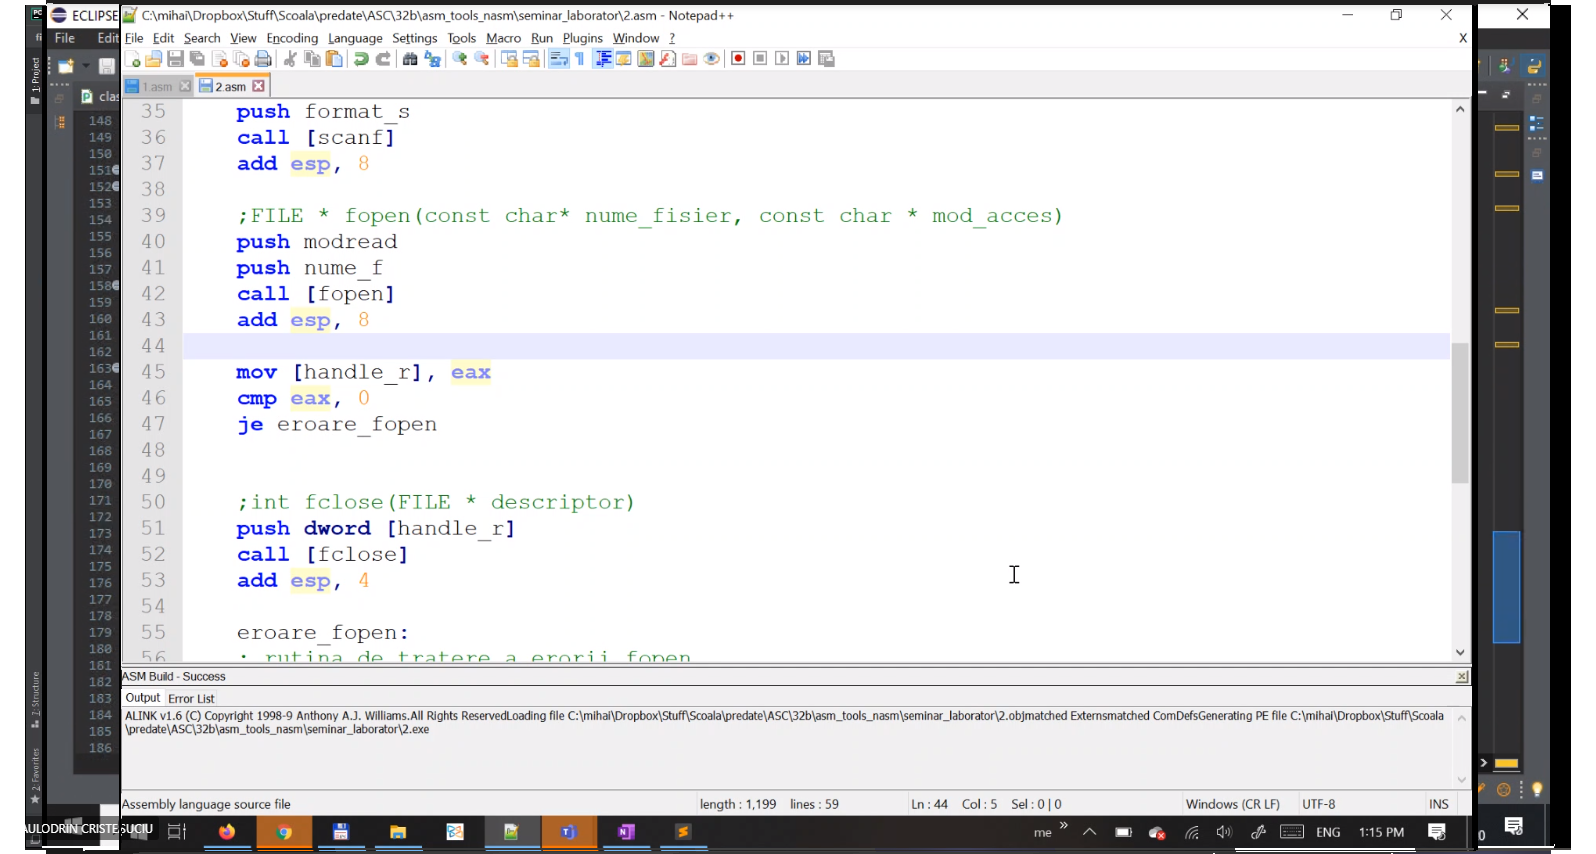 ECLIPSE
C:\mihai\Dropbox\Stuff\Scoala\predate\ASC\32b\asm_tools_nasm\seminar_laborator\2.asm - Notepad++
File Edit
File Edit Search View Encoding Language Settings Tools Macro Run Plugins Window ? X
1: Project
1.asm 2.asm
cla
35 push format_s
36 call [scanf]
37 add esp, 8
38
39 ;FILE * fopen(const char* nume_fisier, const char * mod_acces)
40 push modread
41 push nume_f
42 call [fopen]
43 add esp, 8
44
45 mov [handle_r], eax
46 cmp eax, 0
47 je eroare_fopen
48
49
50 ;int fclose(FILE * descriptor)
51 push dword [handle_r]
52 call [fclose]
53 add esp, 4
54
55 eroare_fopen:
56 ; rutina de tratere a erorii fopen
148
149
150
151
152
153
154
155
156
157
158
159
160
161
162
163
164
165
166
167
168
169
170
171
172
173
174
175
176
177
178
179
180
181
182
183
184
185
186
7: Structure
2: Favorites
ASM Build - Success
Output Error List
ALINK v1.6 (C) Copyright 1998-9 Anthony A.J. Williams.All Rights ReservedLoading file C:\mihai\Dropbox\Stuff\Scoala\predate\ASC\32b\asm_tools_nasm\seminar_laborator\2.objmatched Externsmatched ComDefsGenerating PE file C:\mihai\Dropbox\Stuff\Scoala
\predate\ASC\32b\asm_tools_nasm\seminar_laborator\2.exe
Assembly language source file length : 1,199 lines : 59 Ln : 44 Col : 5 Sel : 0 | 0 Windows (CR LF) UTF-8 INS
AULODRIN CRISTE SUCIU
me ENG 1:15 PM